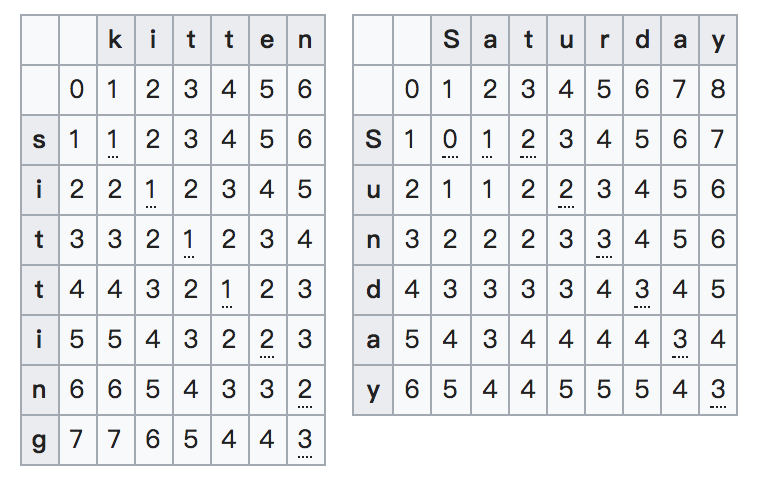 k i t t e n
0 1 2 3 4 5 6
s 1 1 2 3 4 5 6
i 2 2 1 2 3 4 5
t 3 3 2 1 2 3 4
t 4 4 3 2 1 2 3
i 5 5 4 3 2 2 3
n 6 6 5 4 3 3 2
g 7 7 6 5 4 4 3
S a t u r d a y
0 1 2 3 4 5 6 7 8
S 1 0 1 2 3 4 5 6 7
u 2 1 1 2 2 3 4 5 6
n 3 2 2 2 3 3 4 5 6
d 4 3 3 3 3 4 3 4 5
a 5 4 3 4 4 4 4 3 4
y 6 5 4 4 5 5 5 4 3